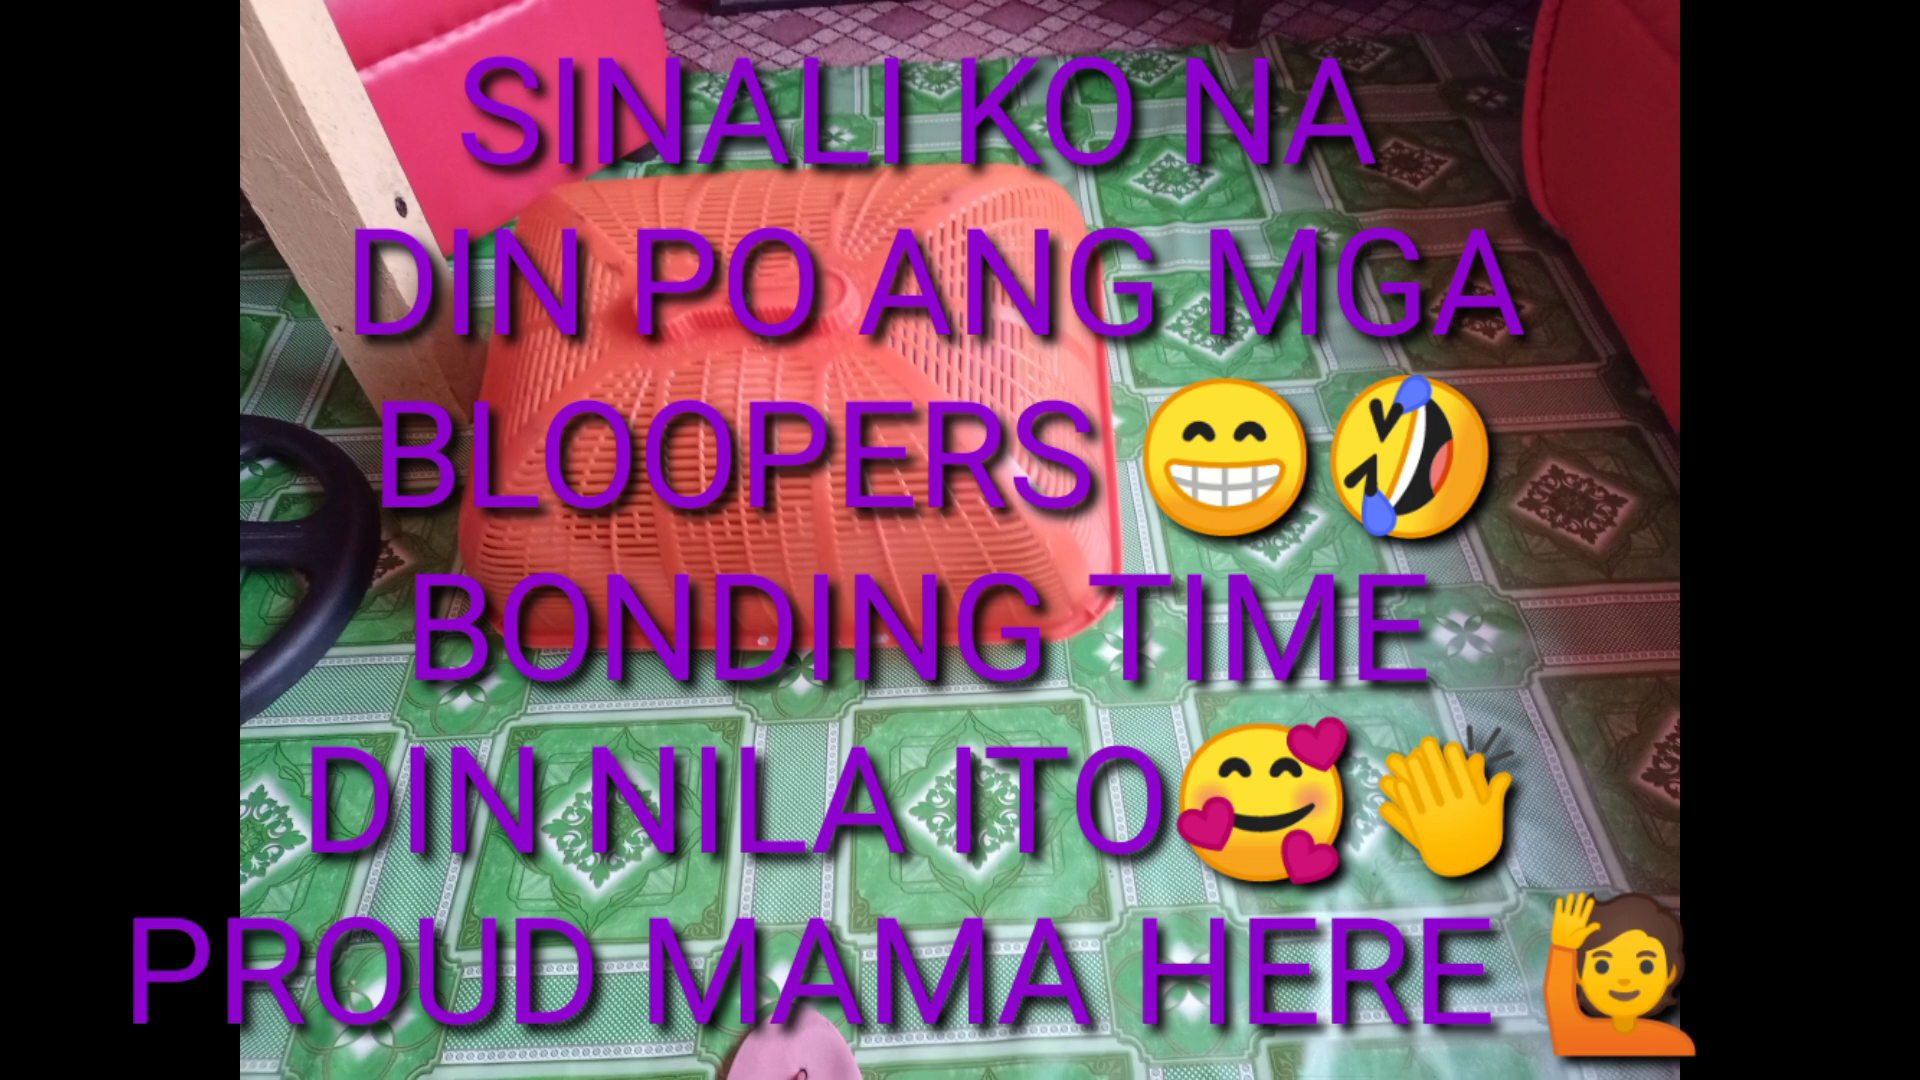 SINALI KO NA
DIN PO ANG MGA
BLOOPERS 😁🤣
BONDING TIME
DIN NILA ITO🥰👏
PROUD MAMA HERE 🙋